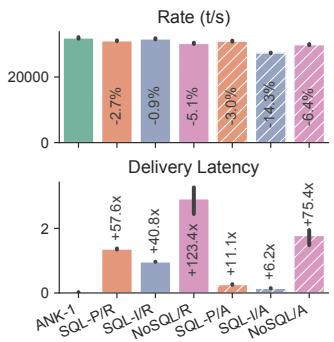 Rate (t/s)
20000
0
-2.7%
-0.9%
-5.1%
-3.0%
-14.3%
-6.4%
Delivery Latency
2
0
+57.6x
+40.8x
+123.4x
+11.1x
+6.2x
+75.4x
ANK-1
SQL-P/R
SQL-I/R
NoSQL/R
SQL-P/A
SQL-I/A
NoSQL/A